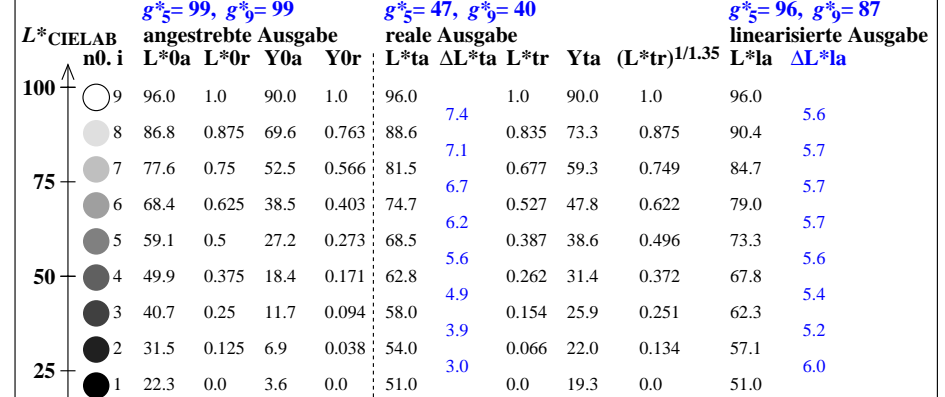 g*5= 99, g*9= 99 g*5= 47, g*9= 40 g*5= 96, g*9= 87
L*CIELAB angestrebte Ausgabe reale Ausgabe linearisierte Ausgabe
n0. i L*0a L*0r Y0a Y0r L*ta ΔL*ta L*tr Yta (L*tr)1/1.35 L*la ΔL*la
100 9 96.0 1.0 90.0 1.0 96.0 1.0 90.0 1.0 96.0
7.4 5.6
8 86.8 0.875 69.6 0.763 88.6 0.835 73.3 0.875 90.4
7.1 5.7
7 77.6 0.75 52.5 0.566 81.5 0.677 59.3 0.749 84.7
75 6.7 5.7
6 68.4 0.625 38.5 0.403 74.7 0.527 47.8 0.622 79.0
6.2 5.7
5 59.1 0.5 27.2 0.273 68.5 0.387 38.6 0.496 73.3
5.6 5.6
50 4 49.9 0.375 18.4 0.171 62.8 0.262 31.4 0.372 67.8
4.9 5.4
3 40.7 0.25 11.7 0.094 58.0 0.154 25.9 0.251 62.3
3.9 5.2
2 31.5 0.125 6.9 0.038 54.0 0.066 22.0 0.134 57.1
25 3.0 6.0
1 22.3 0.0 3.6 0.0 51.0 0.0 19.3 0.0 51.0